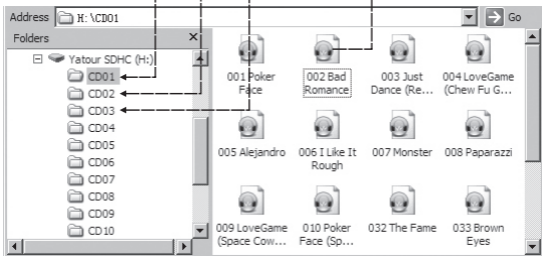 Address H:\CD01 Go
Folders X
Yatour SDHC (H:)
CD01
CD02
CD03
CD04
CD05
CD06
CD07
CD08
CD09
CD10
001 Poker
Face
002 Bad
Romance
003 Just
Dance (Re...
004 LoveGame
(Chew Fu G...
005 Alejandro
006 I Like It
Rough
007 Monster
008 Paparazzi
009 LoveGame
(Space Cow...
010 Poker
Face (Sp...
032 The Fame
033 Brown
Eyes